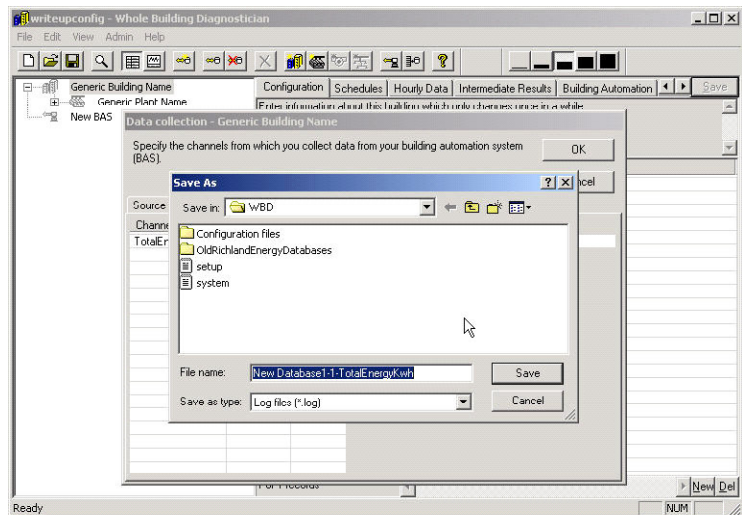 writeupconfig - Whole Building Diagnostician
File Edit View Admin Help
Generic Building Name
Generic Plant Name
New BAS
Configuration Schedules Hourly Data Intermediate Results Building Automation Save
Enter information about this building which only changes once in a while
Data collection - Generic Building Name
Specify the channels from which you collect data from your building automation system
(BAS).
OK
ncel
Save As
Source
Save in: WBD
Channe
TotalEr
Configuration files
OldRichlandEnergyDatabases
setup
system
File name: New Database1-1-TotalEnergyKwh Save
Save as type: Log files (*.log) Cancel
New Del
Ready NUM